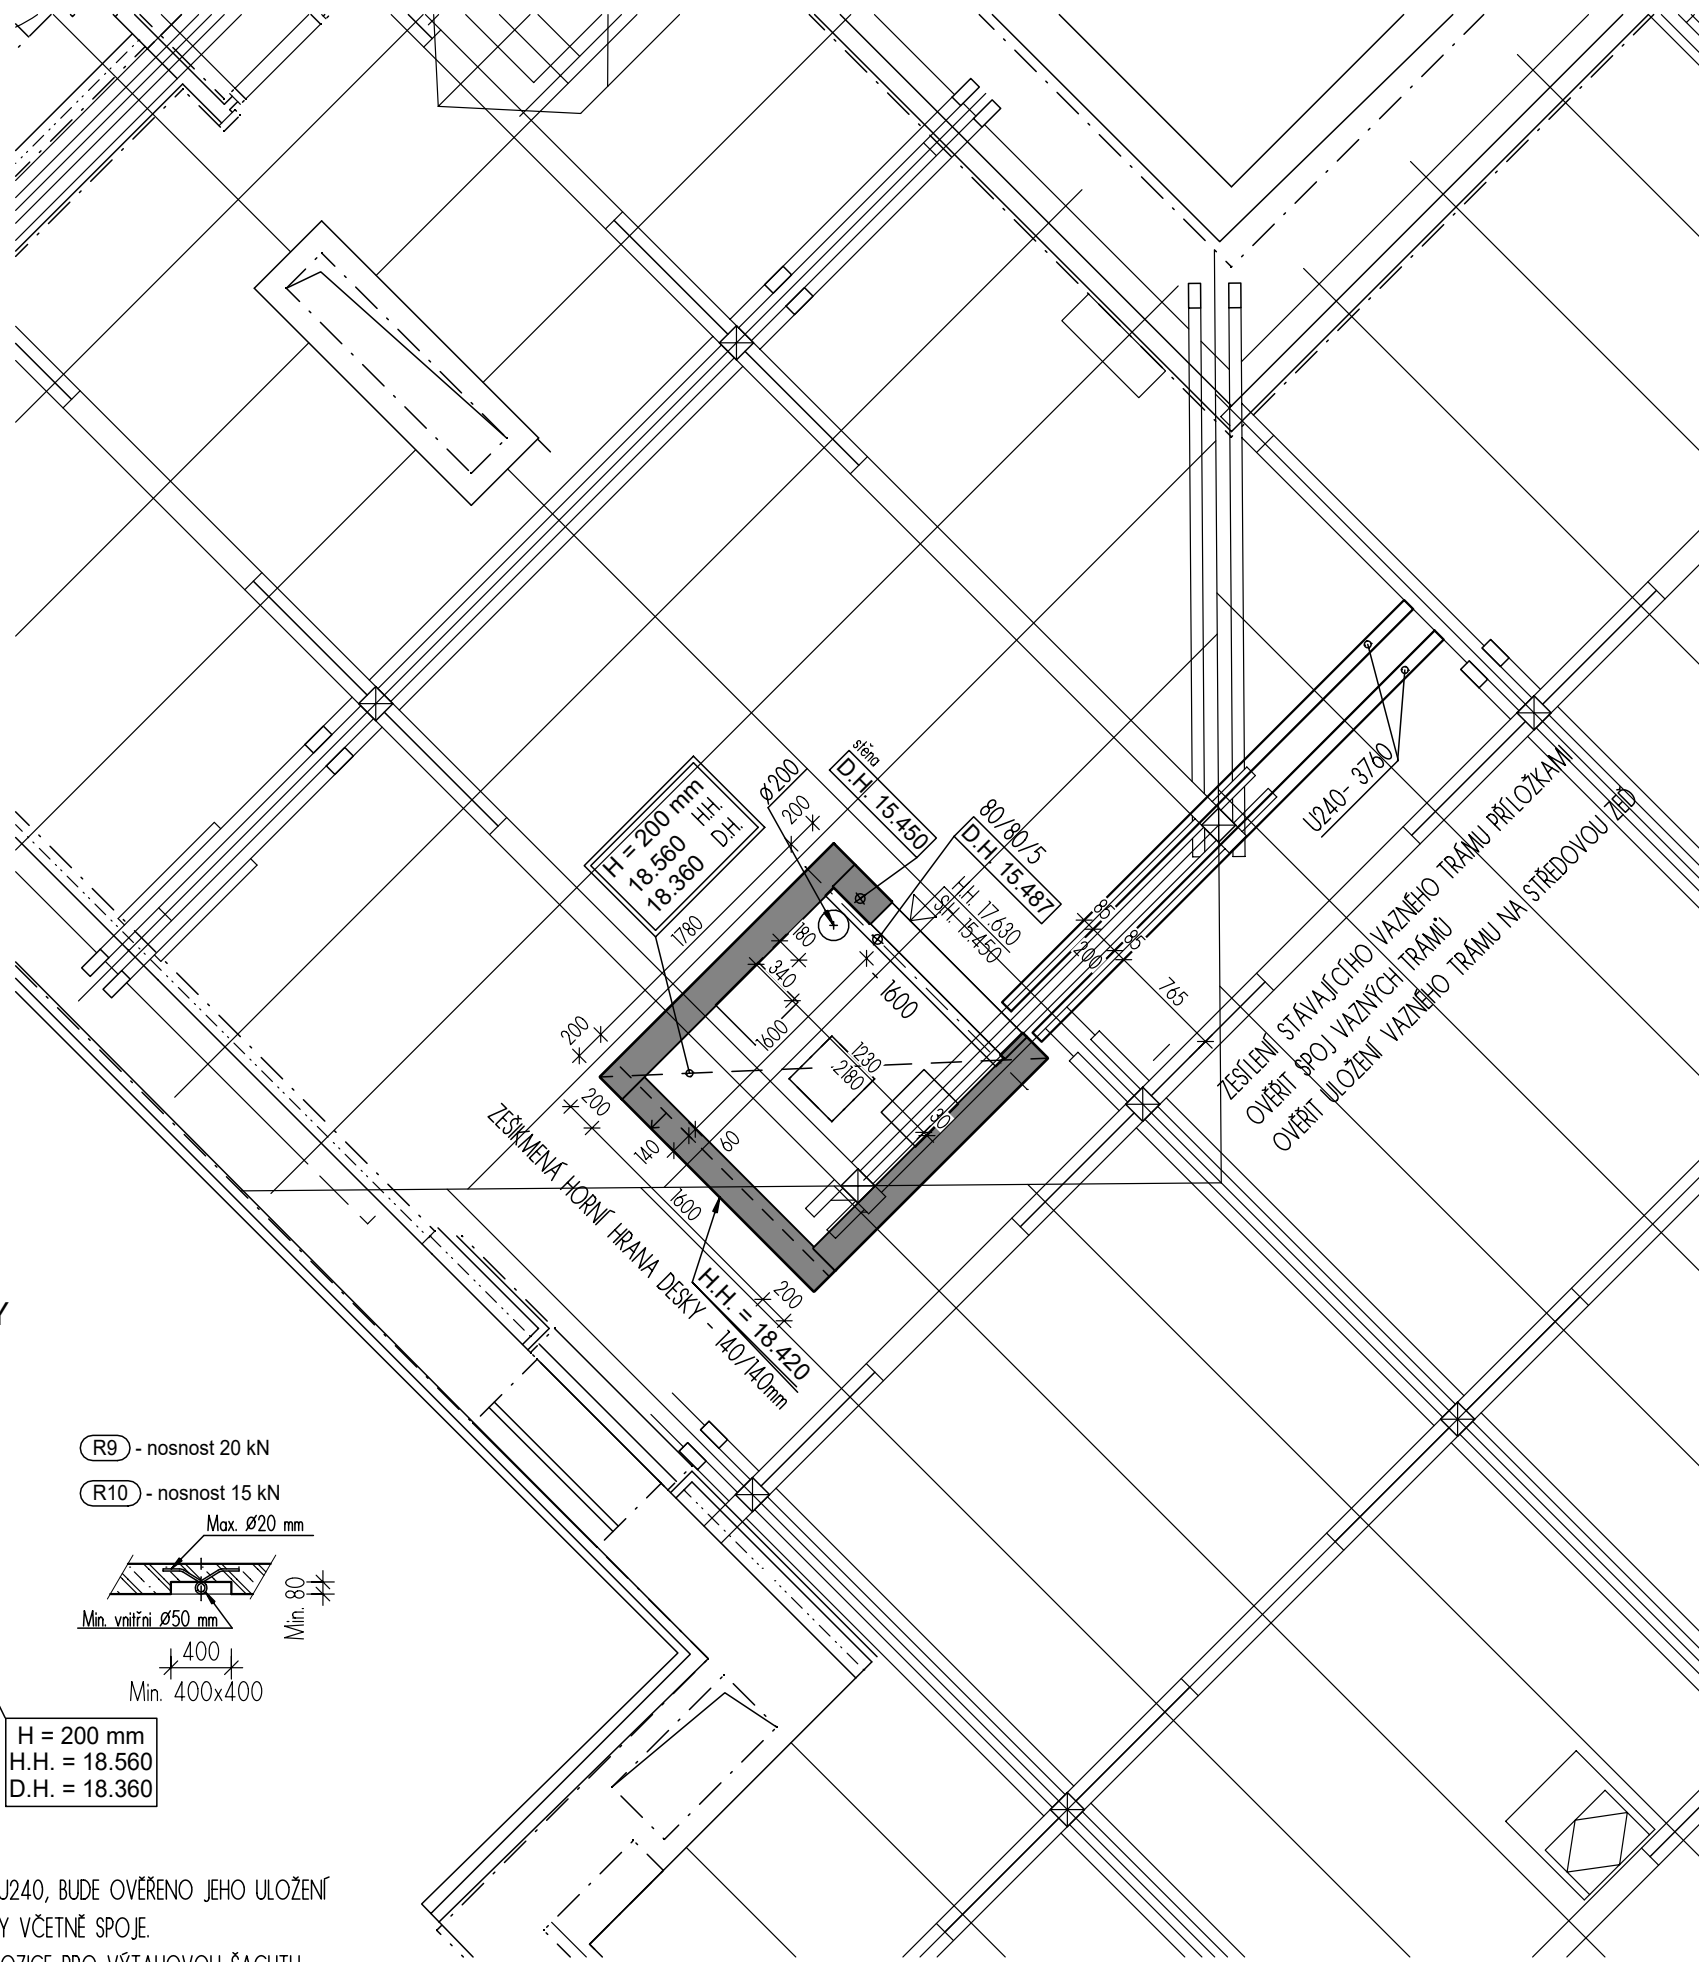 stěna
D.H. 15.450
Ø200
200
H = 200 mm
18.560 H.H.
18.360 D.H.
80/80/5
D.H. 15.487
H.H. 17.630
S.H. 15.450
1780
180
340
1600
1600
1230
2180
130
200
200
140
60
1600
200
85
200
85
765
U240- 3760
ZESÍLENÍ STÁVAJÍCÍHO VAZNÉHO TRÁMU PŘÍLOŽKAMI
OVĚŘIT SPOJ VAZNÝCH TRÁMŮ
OVĚŘIT ULOŽENÍ VAZNÉHO TRÁMU NA STŘEDOVOU ZEĎ
ZEŠIKMENÁ HORNÍ HRANA DESKY - 140/140mm
H.H. = 18.420
Y
R9 - nosnost 20 kN
R10 - nosnost 15 kN
Max. Ø20 mm
Min. vnitřní Ø50 mm
Min. 80
400
Min. 400x400
H = 200 mm
H.H. = 18.560
D.H. = 18.360
U240, BUDE OVĚŘENO JEHO ULOŽENÍ
Y VČETNĚ SPOJE.
OZICE PRO VÝTAHOVOU ŠACHTU